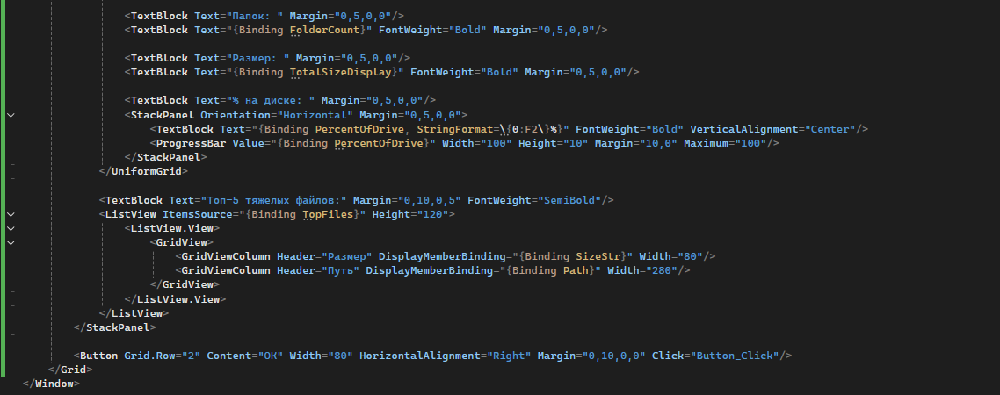 <TextBlock Text="Папок: " Margin="0,5,0,0"/>
<TextBlock Text="{Binding FolderCount}" FontWeight="Bold" Margin="0,5,0,0"/>
<TextBlock Text="Размер: " Margin="0,5,0,0"/>
<TextBlock Text="{Binding TotalSizeDisplay}" FontWeight="Bold" Margin="0,5,0,0"/>
<TextBlock Text="% на диске: " Margin="0,5,0,0"/>
<StackPanel Orientation="Horizontal" Margin="0,5,0,0">
<TextBlock Text="{Binding PercentOfDrive, StringFormat=\{0:F2\}%}" FontWeight="Bold" VerticalAlignment="Center"/>
<ProgressBar Value="{Binding PercentOfDrive}" Width="100" Height="10" Margin="10,0" Maximum="100"/>
</StackPanel>
</UniformGrid>
<TextBlock Text="Топ-5 тяжелых файлов:" Margin="0,10,0,5" FontWeight="SemiBold"/>
<ListView ItemsSource="{Binding TopFiles}" Height="120">
<ListView.View>
<GridView>
<GridViewColumn Header="Размер" DisplayMemberBinding="{Binding SizeStr}" Width="80"/>
<GridViewColumn Header="Путь" DisplayMemberBinding="{Binding Path}" Width="280"/>
</GridView>
</ListView.View>
</ListView>
</StackPanel>
<Button Grid.Row="2" Content="ОК" Width="80" HorizontalAlignment="Right" Margin="0,10,0,0" Click="Button_Click"/>
</Grid>
</Window>